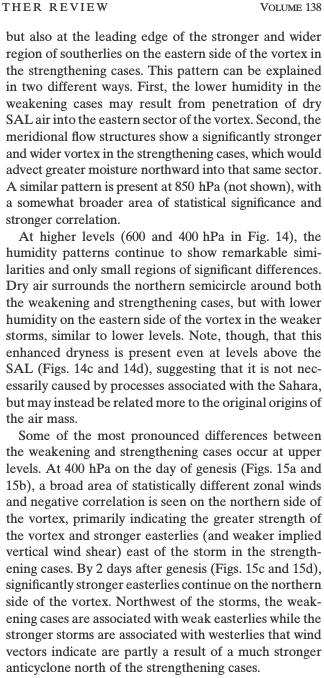 THER REVIEW VOLUME 138
but also at the leading edge of the stronger and wider
region of southerlies on the eastern side of the vortex in
the strengthening cases. This pattern can be explained
in two different ways. First, the lower humidity in the
weakening cases may result from penetration of dry
SAL air into the eastern sector of the vortex. Second, the
meridional flow structures show a significantly stronger
and wider vortex in the strengthening cases, which would
advect greater moisture northward into that same sector.
A similar pattern is present at 850 hPa (not shown), with
a somewhat broader area of statistical significance and
stronger correlation.
At higher levels (600 and 400 hPa in Fig. 14), the
humidity patterns continue to show remarkable simi-
larities and only small regions of significant differences.
Dry air surrounds the northern semicircle around both
the weakening and strengthening cases, but with lower
humidity on the eastern side of the vortex in the weaker
storms, similar to lower levels. Note, though, that this
enhanced dryness is present even at levels above the
SAL (Figs. 14c and 14d), suggesting that it is not nec-
essarily caused by processes associated with the Sahara,
but may instead be related more to the original origins of
the air mass.
Some of the most pronounced differences between
the weakening and strengthening cases occur at upper
levels. At 400 hPa on the day of genesis (Figs. 15a and
15b), a broad area of statistically different zonal winds
and negative correlation is seen on the northern side of
the vortex, primarily indicating the greater strength of
the vortex and stronger easterlies (and weaker implied
vertical wind shear) east of the storm in the strength-
ening cases. By 2 days after genesis (Figs. 15c and 15d),
significantly stronger easterlies continue on the northern
side of the vortex. Northwest of the storms, the weak-
ening cases are associated with weak easterlies while the
stronger storms are associated with westerlies that wind
vectors indicate are partly a result of a much stronger
anticyclone north of the strengthening cases.